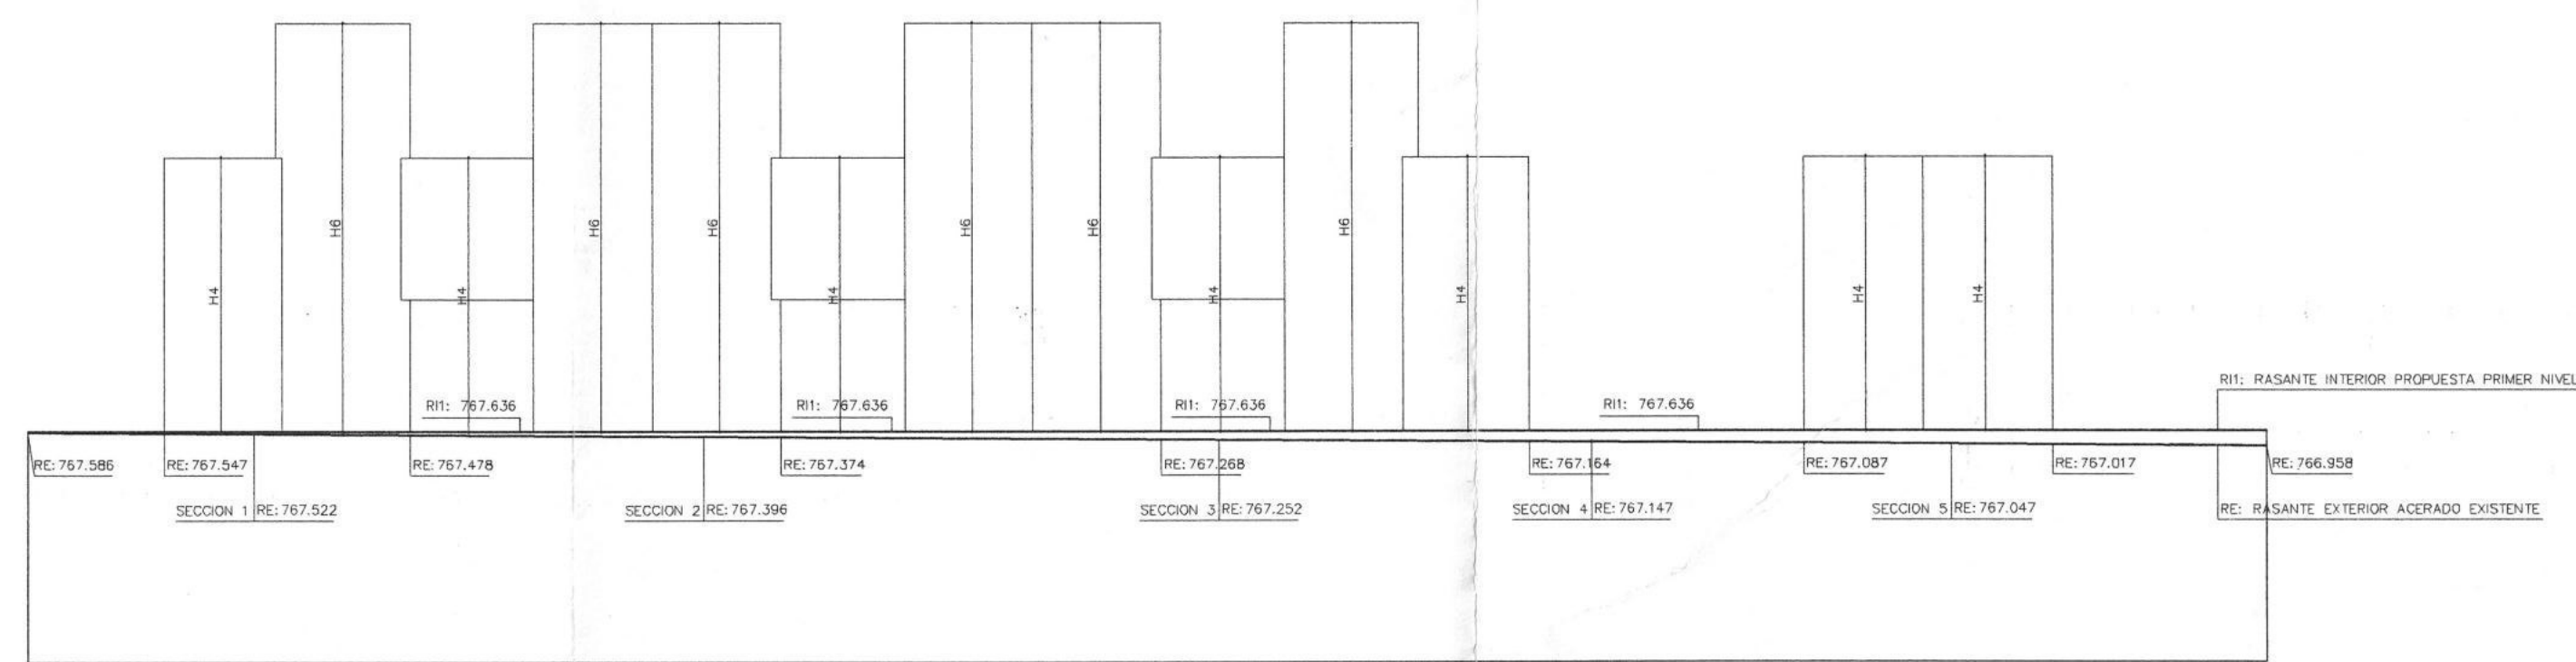 H6
H6
H6
H6
H6
H6
H4
H4
H4
H4
H4
H4
H4
RI1: RASANTE INTERIOR PROPUESTA PRIMER NIVEL
RI1: 767.636
RI1: 767.636
RI1: 767.636
RI1: 767.636
RE: 767.586
RE: 767.547
RE: 767.478
RE: 767.374
RE: 767.268
RE: 767.164
RE: 767.087
RE: 767.017
RE: 766.958
SECCION 1 RE: 767.522
SECCION 2 RE: 767.396
SECCION 3 RE: 767.252
SECCION 4 RE: 767.147
SECCION 5 RE: 767.047
RE: RASANTE EXTERIOR ACERADO EXISTENTE